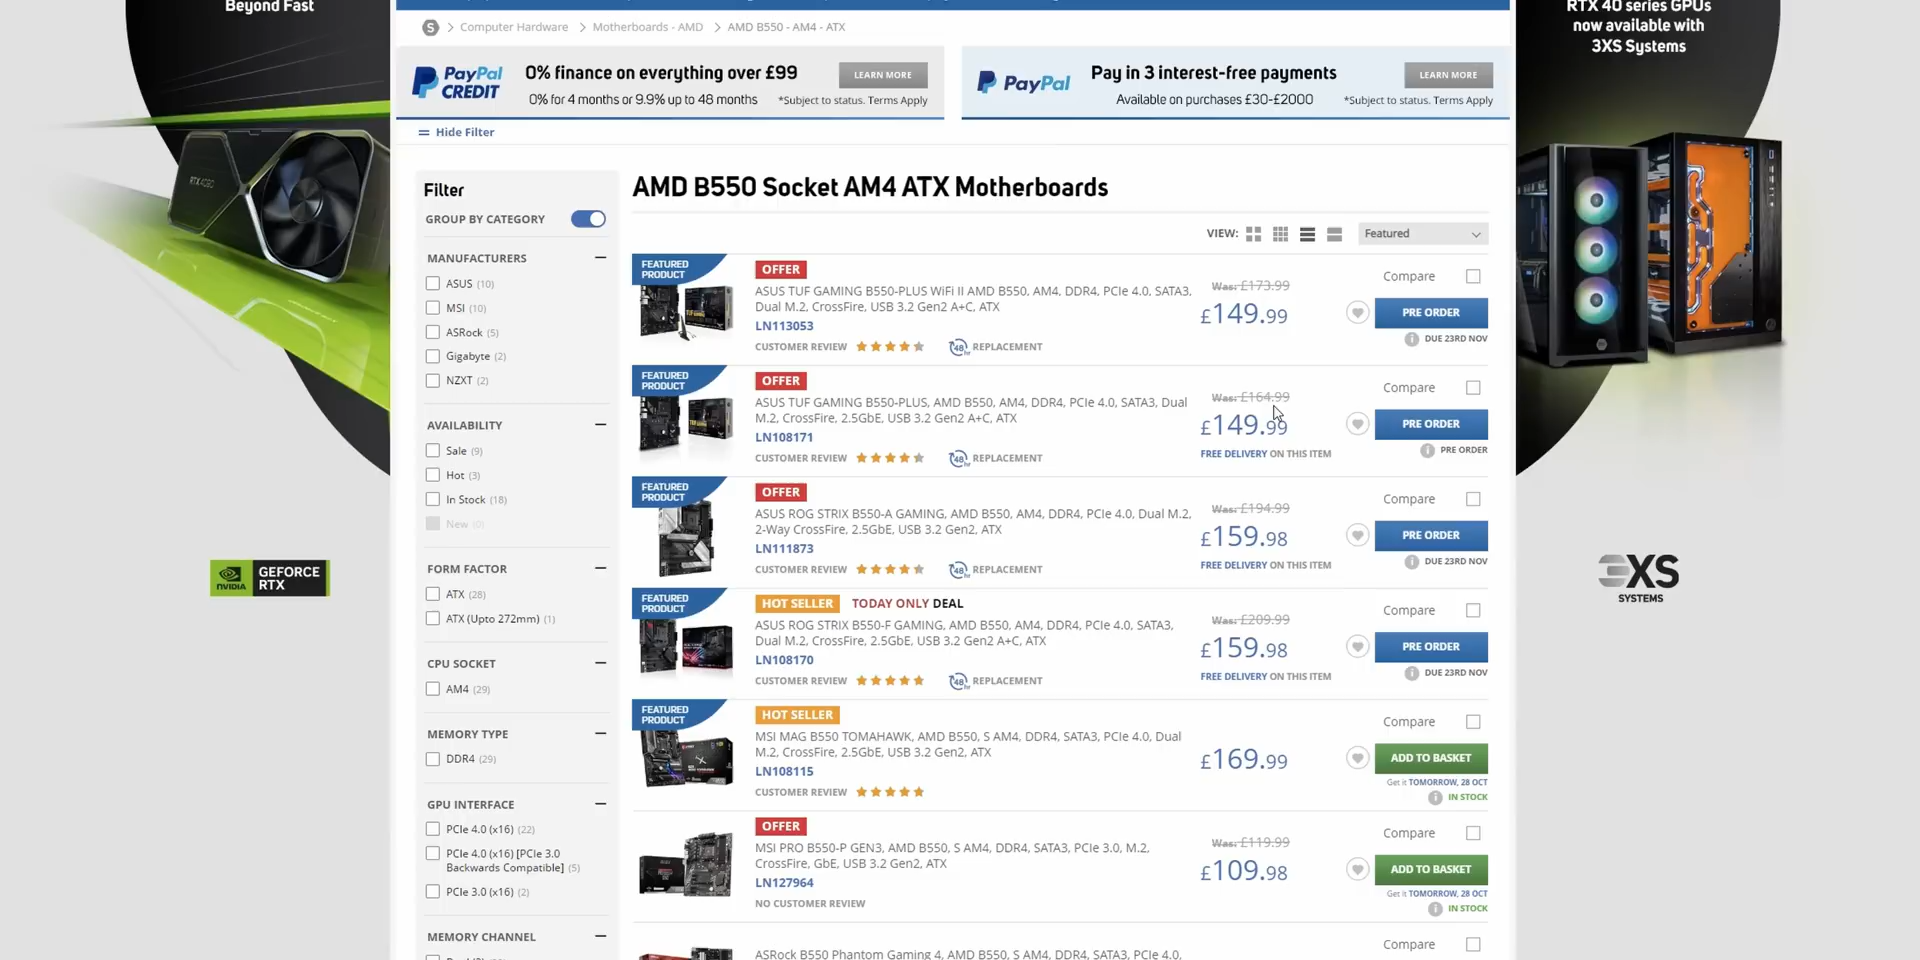 Beyond Fast
RTX 40 series GPUs
now available with
3XS Systems
S > Computer Hardware > Motherboards - AMD > AMD B550 - AM4 - ATX
PayPal
CREDIT
0% finance on everything over £99
0% for 4 months or 9.9% up to 48 months
LEARN MORE
*Subject to status. Terms Apply
PayPal
Pay in 3 interest-free payments
Available on purchases £30-£2000
LEARN MORE
*Subject to status. Terms Apply
Hide Filter
Filter
GROUP BY CATEGORY
MANUFACTURERS
ASUS (10)
MSI (10)
ASRock (5)
Gigabyte (2)
NZXT (2)
AVAILABILITY
Sale (9)
Hot (3)
In Stock (18)
New (0)
FORM FACTOR
ATX (28)
ATX (Upto 272mm) (1)
CPU SOCKET
AM4 (29)
MEMORY TYPE
DDR4 (29)
GPU INTERFACE
PCIe 4.0 (x16) (22)
PCIe 4.0 (x16) [PCIe 3.0
Backwards Compatible] (5)
PCIe 3.0 (x16) (2)
MEMORY CHANNEL
AMD B550 Socket AM4 ATX Motherboards
VIEW:
Featured
FEATURED
PRODUCT
OFFER
ASUS TUF GAMING B550-PLUS WiFi II AMD B550, AM4, DDR4, PCIe 4.0, SATA3,
Dual M.2, CrossFire, USB 3.2 Gen2 A+C, ATX
LN113053
CUSTOMER REVIEW
48hr REPLACEMENT
Was: £173.99
£149.99
Compare
PRE ORDER
DUE 23RD NOV
FEATURED
PRODUCT
OFFER
ASUS TUF GAMING B550-PLUS, AMD B550, AM4, DDR4, PCIe 4.0, SATA3, Dual
M.2, CrossFire, 2.5GbE, USB 3.2 Gen2 A+C, ATX
LN108171
CUSTOMER REVIEW
48hr REPLACEMENT
Was: £164.99
£149.99
FREE DELIVERY ON THIS ITEM
Compare
PRE ORDER
PRE ORDER
FEATURED
PRODUCT
OFFER
ASUS ROG STRIX B550-A GAMING, AMD B550, AM4, DDR4, PCIe 4.0, Dual M.2,
2-Way CrossFire, 2.5GbE, USB 3.2 Gen2, ATX
LN111873
CUSTOMER REVIEW
48hr REPLACEMENT
Was: £194.99
£159.98
FREE DELIVERY ON THIS ITEM
Compare
PRE ORDER
DUE 23RD NOV
FEATURED
PRODUCT
HOT SELLER TODAY ONLY DEAL
ASUS ROG STRIX B550-F GAMING, AMD B550, AM4, DDR4, PCIe 4.0, SATA3,
Dual M.2, CrossFire, 2.5GbE, USB 3.2 Gen2 A+C, ATX
LN108170
CUSTOMER REVIEW
48hr REPLACEMENT
Was: £209.99
£159.98
FREE DELIVERY ON THIS ITEM
Compare
PRE ORDER
DUE 23RD NOV
FEATURED
PRODUCT
HOT SELLER
MSI MAG B550 TOMAHAWK, AMD B550, S AM4, DDR4, SATA3, PCIe 4.0, Dual
M.2, CrossFire, 2.5GbE, USB 3.2 Gen2, ATX
LN108115
CUSTOMER REVIEW
£169.99
Compare
ADD TO BASKET
Get it TOMORROW, 28 OCT
IN STOCK
OFFER
MSI PRO B550-P GEN3, AMD B550, S AM4, DDR4, SATA3, PCIe 3.0, M.2,
CrossFire, GbE, USB 3.2 Gen2, ATX
LN127964
NO CUSTOMER REVIEW
Was: £119.99
£109.98
Compare
ADD TO BASKET
Get it TOMORROW, 28 OCT
IN STOCK
ASRock B550 Phantom Gaming 4, AMD B550, S AM4, DDR4, SATA3, PCIe 4.0,
Compare
NVIDIA
GEFORCE
RTX
3XS
SYSTEMS